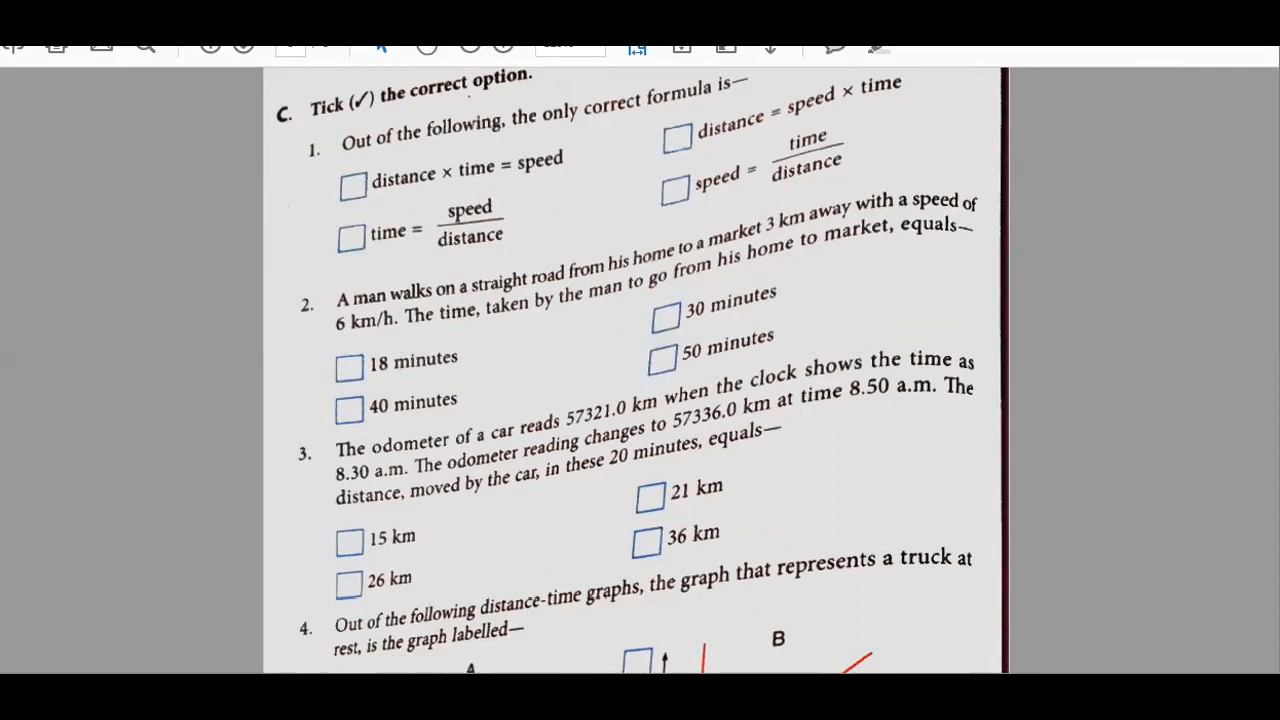 C. Tick (✓) the correct option.
1. Out of the following, the only correct formula is—
distance × time = speed
distance = speed × time
time = speed / distance
speed = time / distance
2. A man walks on a straight road from his home to a market 3 km away with a speed of
6 km/h. The time, taken by the man to go from his home to market, equals—
18 minutes
30 minutes
40 minutes
50 minutes
3. The odometer of a car reads 57321.0 km when the clock shows the time as
8.30 a.m. The odometer reading changes to 57336.0 km at time 8.50 a.m. The
distance, moved by the car, in these 20 minutes, equals—
15 km
21 km
26 km
36 km
4. Out of the following distance-time graphs, the graph that represents a truck at
rest, is the graph labelled—
A
B